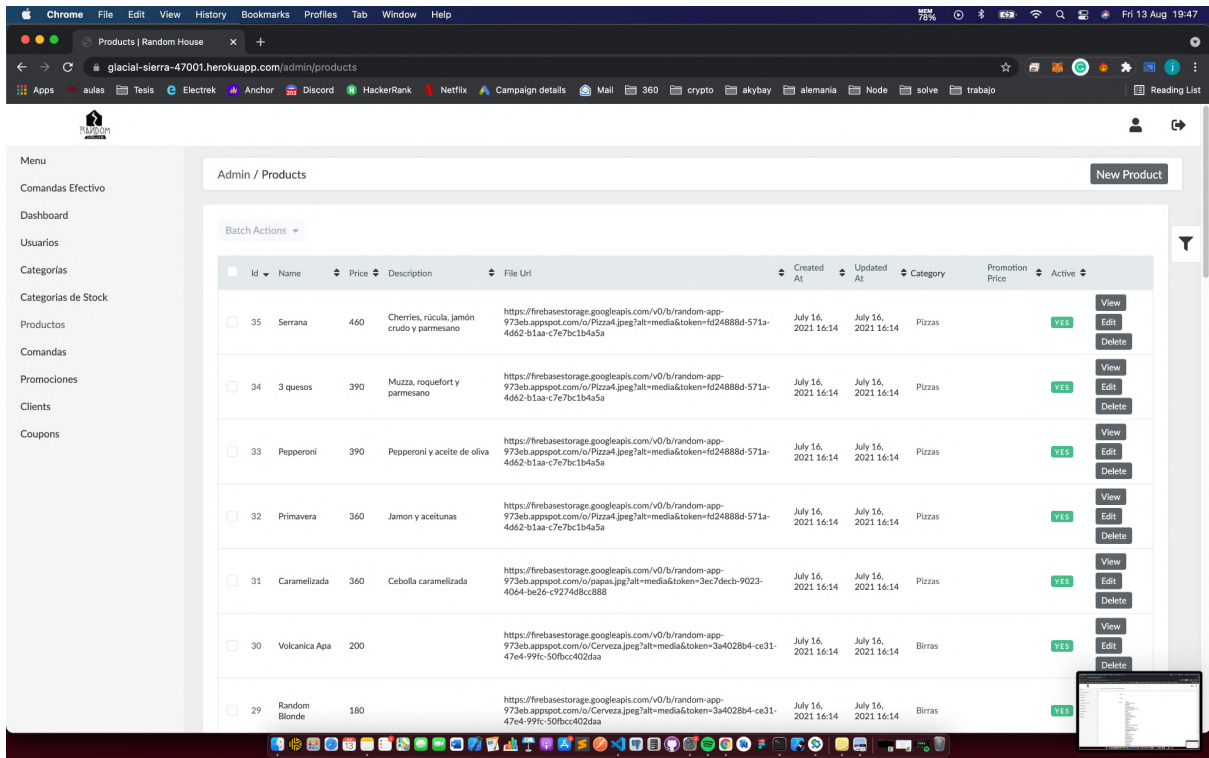 Chrome File Edit View History Bookmarks Profiles Tab Window Help MEM 78% Fri 13 Aug 19:47
Products | Random House
glacial-sierra-47001.herokuapp.com/admin/products
Apps aulas Tesis Electree Anchor Discord HackerRank Netflix Campaign details Mail 360 crypto akybay alemania Node solve trabajo Reading List
RANDOM
Menu
Comandas Efectivo
Dashboard
Usuarios
Categorías
Categorias de Stock
Productos
Comandas
Promociones
Clients
Coupons
Admin / Products New Product
Batch Actions
Id Name Price Description File Url Created At Updated At Category Promotion Price Active
35 Serrana 460 Cherries, rúcula, jamón crudo y parmesano https://firebasestorage.googleapis.com/v0/b/random-app-973eb.appspot.com/o/Pizza4.jpeg?alt=media&token=fd24888d-571a-4d62-b1aa-c7e7bc1b4a5a July 16, 2021 16:14 July 16, 2021 16:14 Pizzas YES View Edit Delete
34 3 quesos 390 Muzza, roquefort y parmesano https://firebasestorage.googleapis.com/v0/b/random-app-973eb.appspot.com/o/Pizza4.jpeg?alt=media&token=fd24888d-571a-4d62-b1aa-c7e7bc1b4a5a July 16, 2021 16:14 July 16, 2021 16:14 Pizzas YES View Edit Delete
33 Pepperoni 390 Pepperoni y aceite de oliva https://firebasestorage.googleapis.com/v0/b/random-app-973eb.appspot.com/o/Pizza4.jpeg?alt=media&token=fd24888d-571a-4d62-b1aa-c7e7bc1b4a5a July 16, 2021 16:14 July 16, 2021 16:14 Pizzas YES View Edit Delete
32 Primavera 360 Jamon y aceitunas https://firebasestorage.googleapis.com/v0/b/random-app-973eb.appspot.com/o/Pizza4.jpeg?alt=media&token=fd24888d-571a-4d62-b1aa-c7e7bc1b4a5a July 16, 2021 16:14 July 16, 2021 16:14 Pizzas YES View Edit Delete
31 Caramelizada 360 Cebolla caramelizada https://firebasestorage.googleapis.com/v0/b/random-app-973eb.appspot.com/o/papas.jpg?alt=media&token=3ec7decb-9023-4064-be26-c9274d8cc888 July 16, 2021 16:14 July 16, 2021 16:14 Pizzas YES View Edit Delete
30 Volcanica Apa 200 https://firebasestorage.googleapis.com/v0/b/random-app-973eb.appspot.com/o/Cerveza.jpeg?alt=media&token=3a4028b4-ce31-47e4-99fc-50fbcc402daa July 16, 2021 16:14 July 16, 2021 16:14 Birras YES View Edit Delete
29 Random Blonde 180 https://firebasestorage.googleapis.com/v0/b/random-app-973eb.appspot.com/o/Cerveza.jpeg?alt=media&token=3a4028b4-ce31-47e4-99fc-50fbcc402daa July 16, 2021 16:14 July 16, 2021 16:14 Birras YES